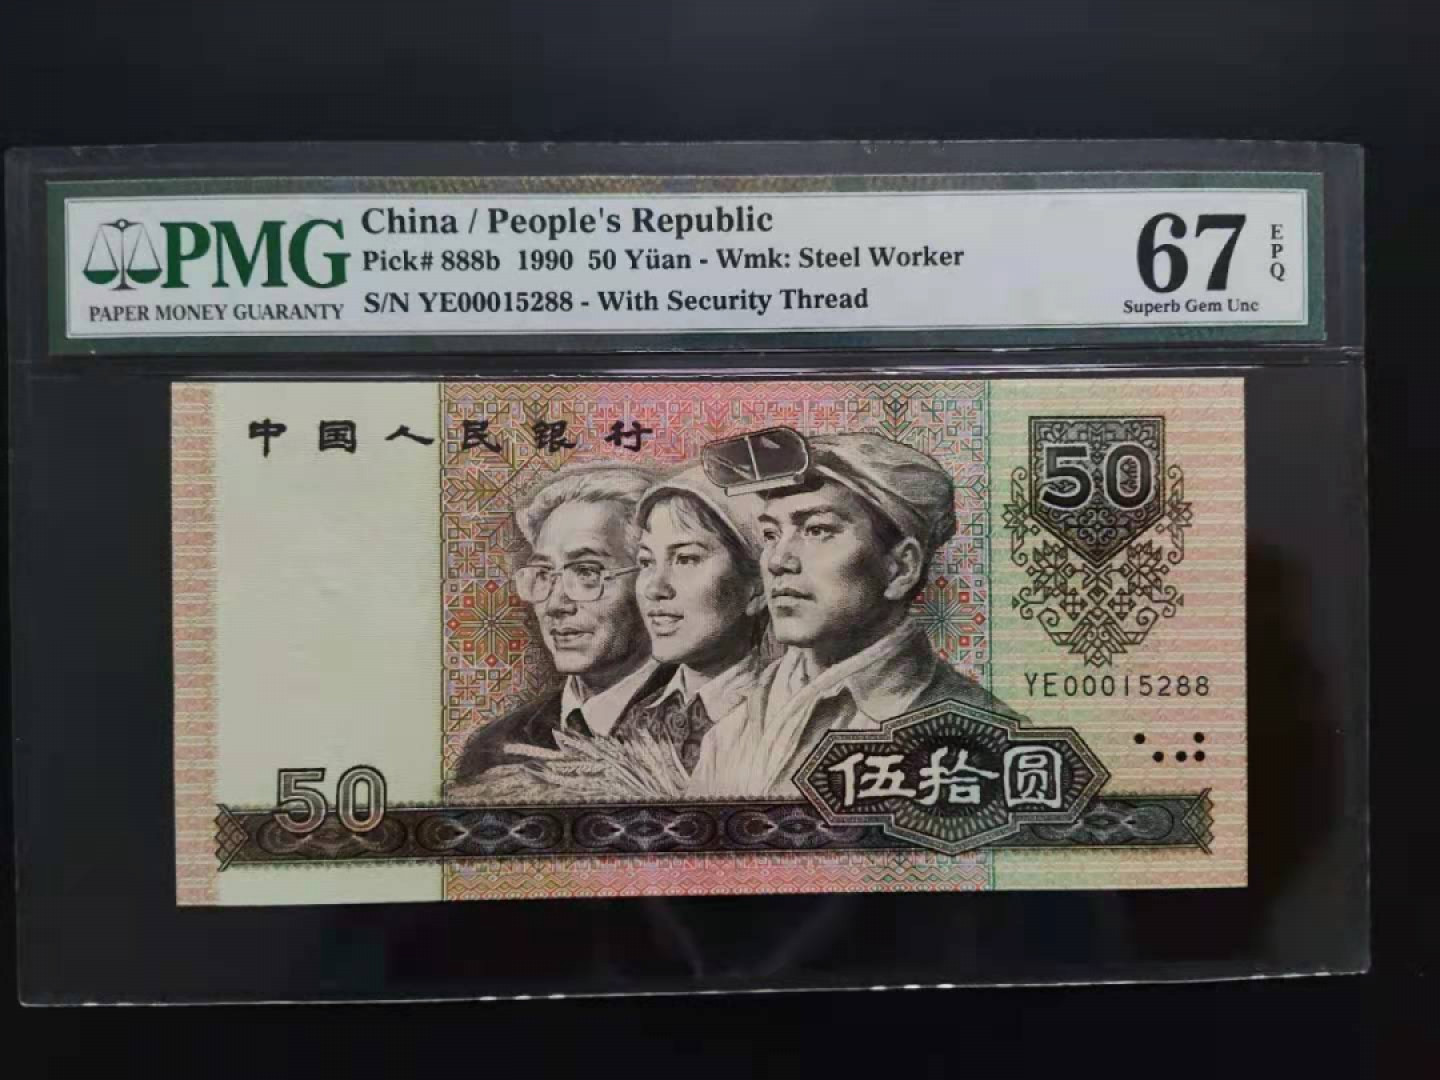 PMG
PAPER MONEY GUARANTY
China / People's Republic
Pick# 888b 1990 50 Yüan - Wmk: Steel Worker
S/N YE00015288 - With Security Thread
67
EPQ
Superb Gem Unc
中国人民银行
50
YE00015288
50
伍拾圆